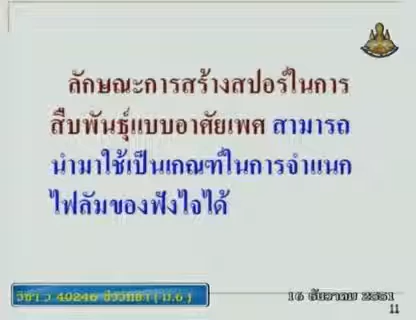 ลักษณะการสร้างสปอร์ในการ
สืบพันธุ์แบบอาศัยเพศ สามารถ
นำมาใช้เป็นเกณฑ์ในการจำแนก
ไฟลัมของฟังไจได้
วิชา ว 40246 ชีววิทยา ( ม.6 )
16 ธันวาคม 2551
11